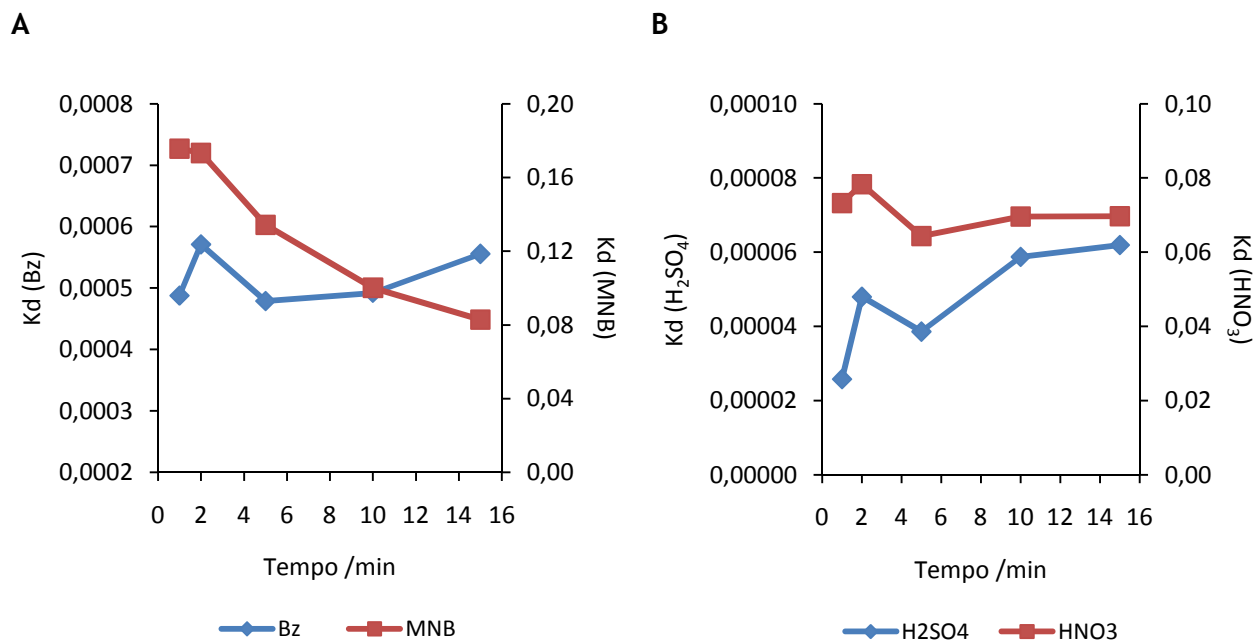 A
0,0008
0,0007
0,0006
0,0005
0,0004
0,0003
0,0002
Kd (Bz)
0,20
0,16
0,12
0,08
0,04
0,00
Kd (MNB)
0 2 4 6 8 10 12 14 16
Tempo /min
Bz MNB
B
0,00010
0,00008
0,00006
0,00004
0,00002
0,00000
Kd (H₂SO₄)
0,10
0,08
0,06
0,04
0,02
0,00
Kd (HNO₃)
0 2 4 6 8 10 12 14 16
Tempo /min
H2SO4 HNO3